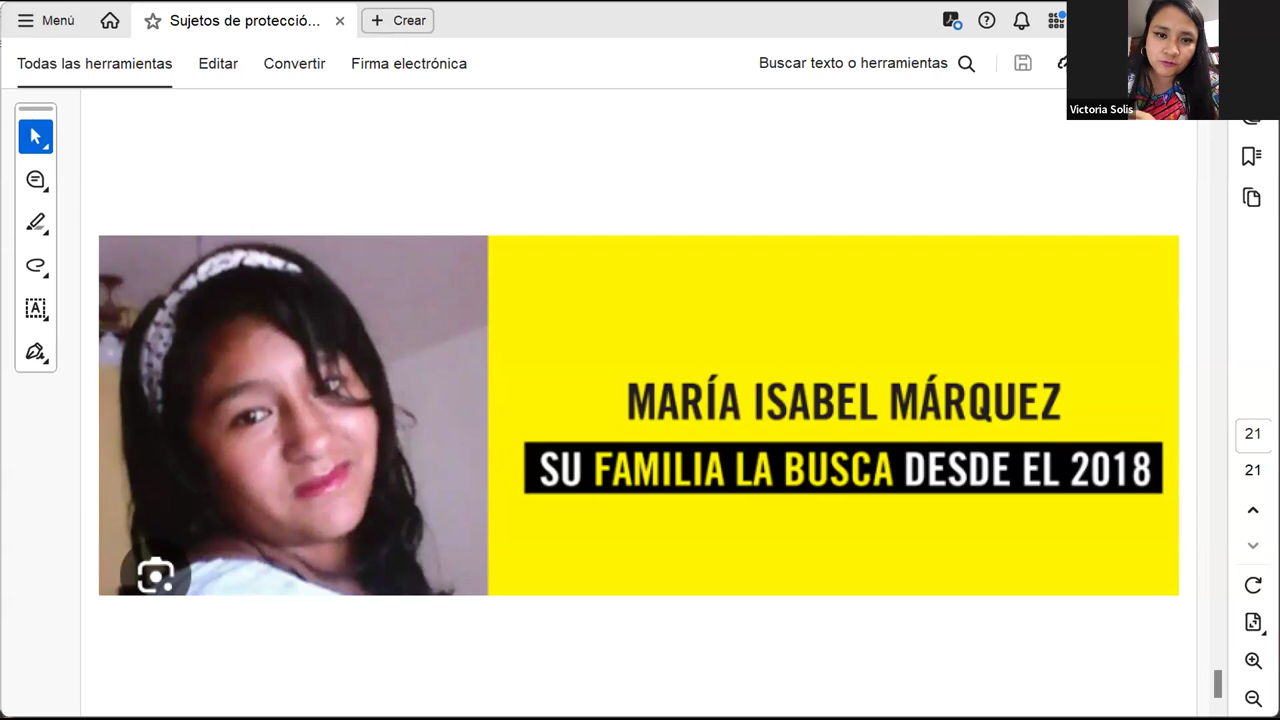 Menú
Sujetos de protecció...
Crear
Todas las herramientas
Editar
Convertir
Firma electrónica
Buscar texto o herramientas
Victoria Solis
MARÍA ISABEL MÁRQUEZ
SU FAMILIA LA BUSCA DESDE EL 2018
21
21